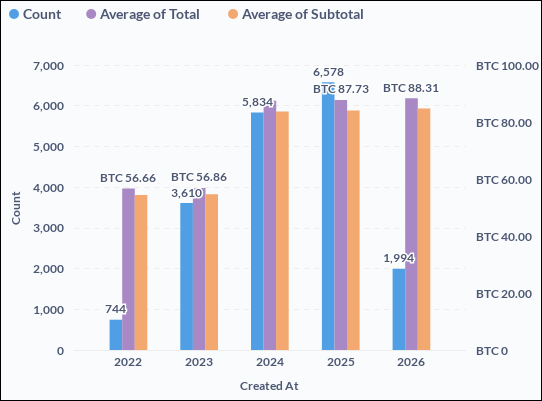 Count Average of Total Average of Subtotal
7,000
6,000
5,000
4,000
3,000
2,000
1,000
0
Count
BTC 100.00
BTC 80.00
BTC 60.00
BTC 40.00
BTC 20.00
BTC 0
744
BTC 56.66
3,610
BTC 56.86
5,834
6,578
BTC 87.73
1,994
BTC 88.31
2022 2023 2024 2025 2026
Created At